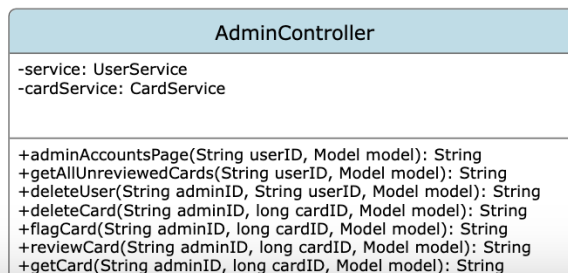 AdminController
-service: UserService
-cardService: CardService
+adminAccountsPage(String userID, Model model): String
+getAllUnreviewedCards(String userID, Model model): String
+deleteUser(String adminID, String userID, Model model): String
+deleteCard(String adminID, long cardID, Model model): String
+flagCard(String adminID, long cardID, Model model): String
+reviewCard(String adminID, long cardID, Model model): String
+getCard(String adminID, long cardID, Model model): String